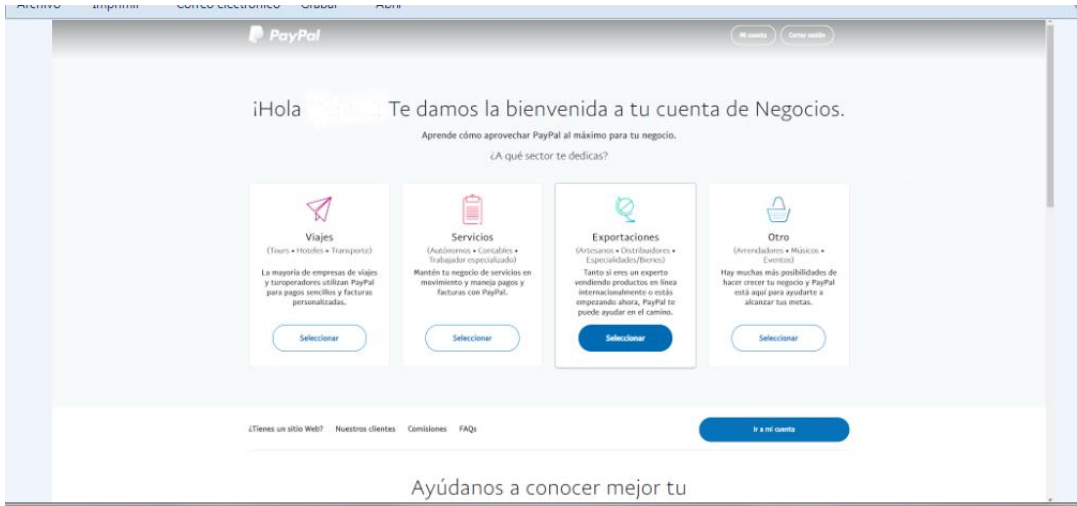 Archivo Imprimir Correo electrónico Grabar Abrir
PayPal
Mi cuenta Cerrar sesión
¡Hola Te damos la bienvenida a tu cuenta de Negocios.
Aprende cómo aprovechar PayPal al máximo para tu negocio.
¿A qué sector te dedicas?
Viajes
(Tours • Hoteles • Transporte)
La mayoría de empresas de viajes
y turoperadores utilizan PayPal
para pagos sencillos y facturas
personalizadas.
Seleccionar
Servicios
(Autónomos • Contables •
Trabajador especializado)
Mantén tu negocio de servicios en
movimiento y maneja pagos y
facturas con PayPal.
Seleccionar
Exportaciones
(Artesanos • Distribuidores •
Especialidades/Bienes)
Tanto si eres un experto
vendiendo productos en línea
internacionalmente o estás
empezando ahora, PayPal te
puede ayudar en el camino.
Seleccionar
Otro
(Arrendadores • Músicos •
Eventos)
Hay muchas más posibilidades de
hacer crecer tu negocio y PayPal
está aquí para ayudarte a
alcanzar tus metas.
Seleccionar
¿Tienes un sitio Web? Nuestros clientes Comisiones FAQs
Ir a mi cuenta
Ayúdanos a conocer mejor tu